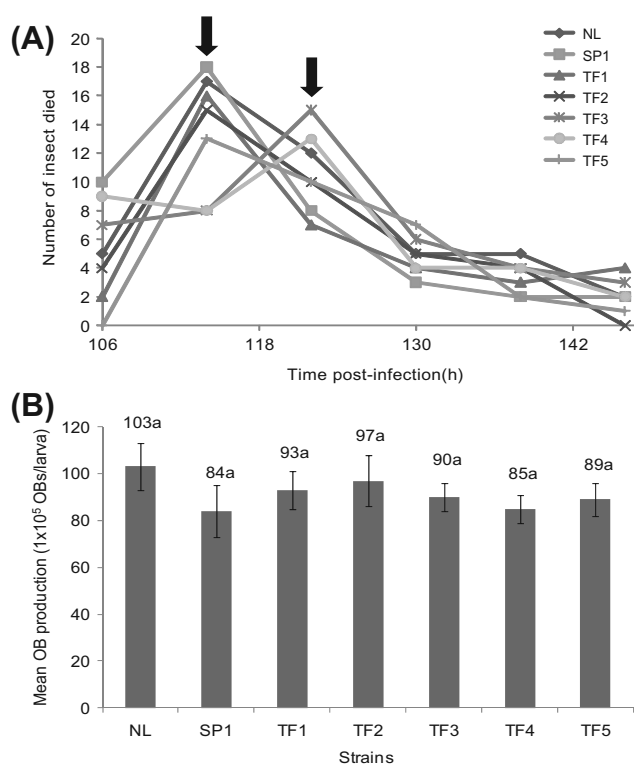 (A)
Number of insect died
20
18
16
14
12
10
8
6
4
2
0
106
118
130
142
Time post-infection(h)
NL
SP1
TF1
TF2
TF3
TF4
TF5
(B)
Mean OB production (1x10⁵ OBs/larva)
120
100
80
60
40
20
0
103a
84a
93a
97a
90a
85a
89a
NL
SP1
TF1
TF2
TF3
TF4
TF5
Strains